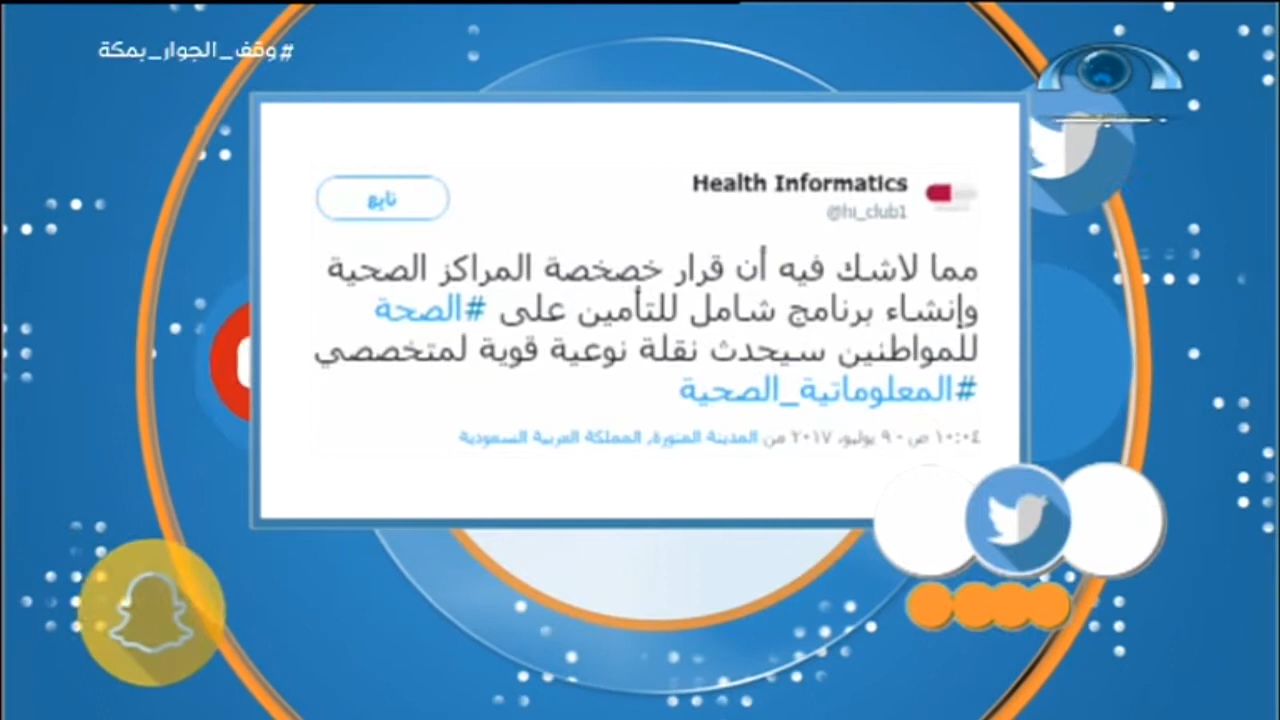 #وقف_الجوار_بمكة
Health Informatics
@hi_club1
تابع
مما لاشك فيه أن قرار خصخصة المراكز الصحية
وإنشاء برنامج شامل للتأمين على #الصحة
للمواطنين سيحدث نقلة نوعية قوية لمتخصصي
#المعلوماتية_الصحية
١٠:٠٤ ص - ٩ يوليو، ٢٠١٧ من المدينة المنورة, المملكة العربية السعودية